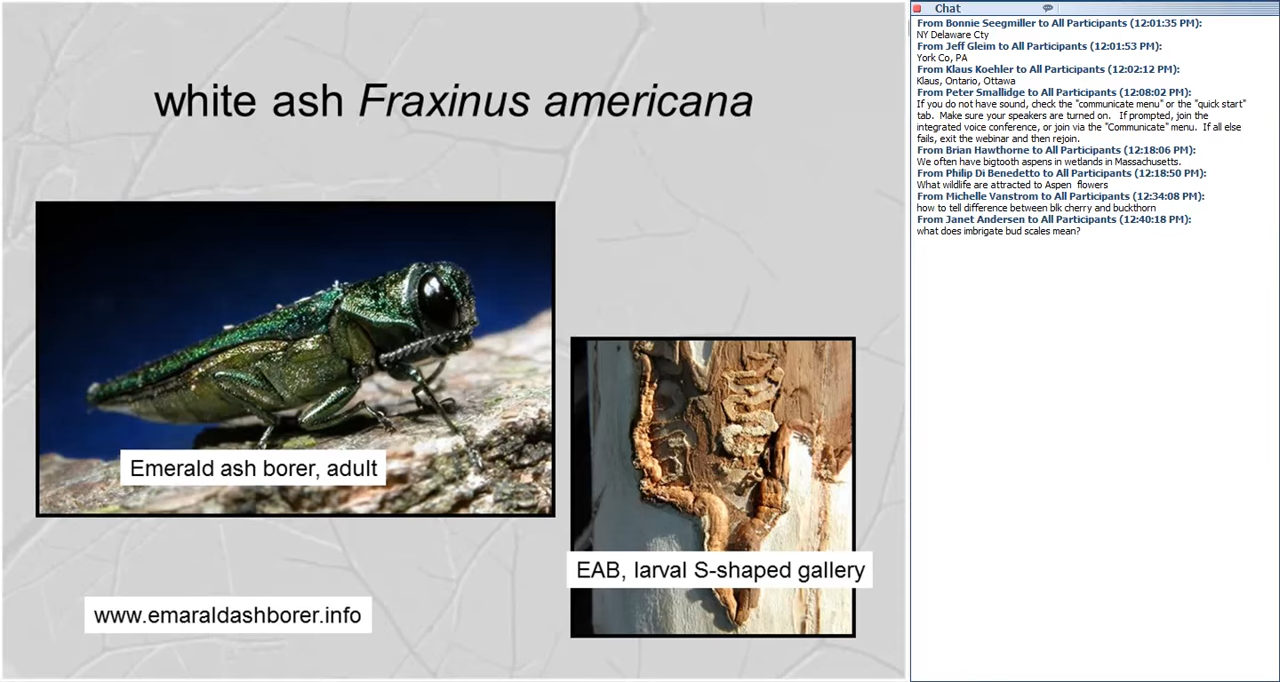 white ash Fraxinus americana
Emerald ash borer, adult
EAB, larval S-shaped gallery
www.emaraldashborer.info
Chat
From Bonnie Seegmiller to All Participants (12:01:35 PM):
NY Delaware Cty
From Jeff Gleim to All Participants (12:01:53 PM):
York Co, PA
From Klaus Koehler to All Participants (12:02:12 PM):
Klaus, Ontario, Ottawa
From Peter Smallidge to All Participants (12:08:02 PM):
If you do not have sound, check the "communicate menu" or the "quick start"
tab.  Make sure your speakers are turned on.   If prompted, join the
integrated voice conference, or join via the "Communicate" menu.  If all else
fails, exit the webinar and then rejoin.
From Brian Hawthorne to All Participants (12:18:06 PM):
We often have bigtooth aspens in wetlands in Massachusetts.
From Philip Di Benedetto to All Participants (12:18:50 PM):
What wildlife are attracted to Aspen  flowers
From Michelle Vanstrom to All Participants (12:34:08 PM):
how to tell difference between blk cherry and buckthorn
From Janet Andersen to All Participants (12:40:18 PM):
what does imbrigate bud scales mean?